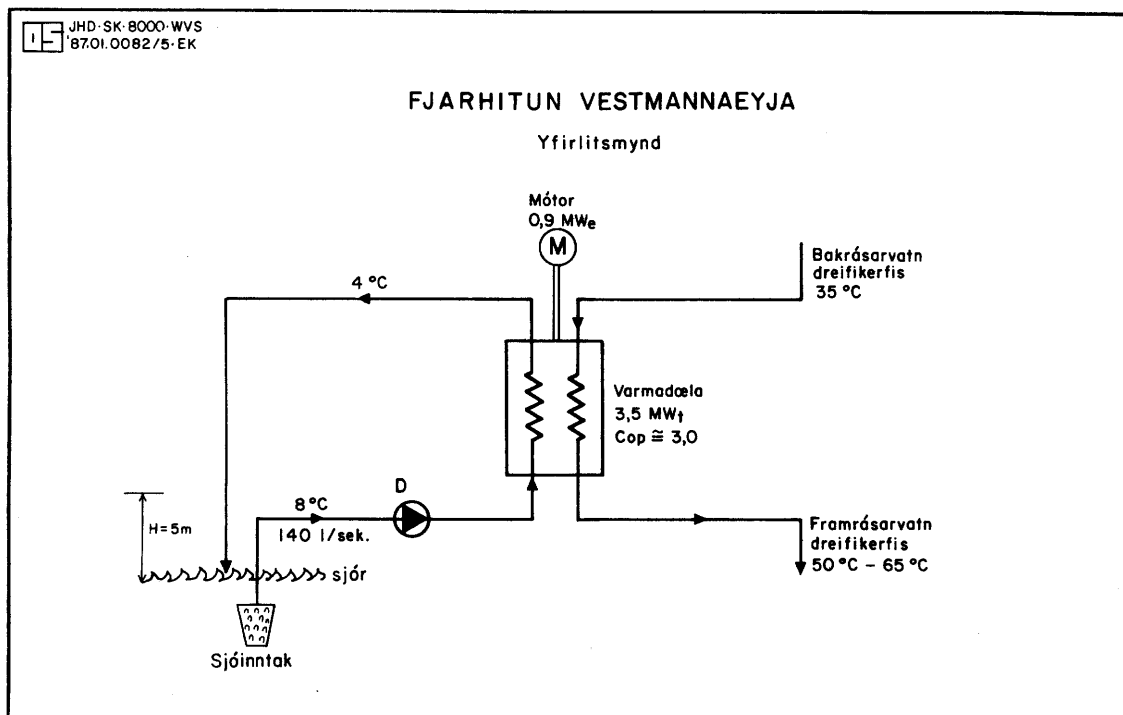 JHD·SK·8000·WVS
'87.01.0082/5·EK
FJARHITUN VESTMANNAEYJA
Yfirlitsmynd
Mótor
0,9 MWe
M
4 °C
Bakrásarvatn
dreifikerfis
35 °C
Varmadæla
3,5 MWt
Cop ≅ 3,0
D
8 °C
140 l/sek.
H=5m
sjór
Framrásarvatn
dreifikerfis
50 °C – 65 °C
Sjóinntak